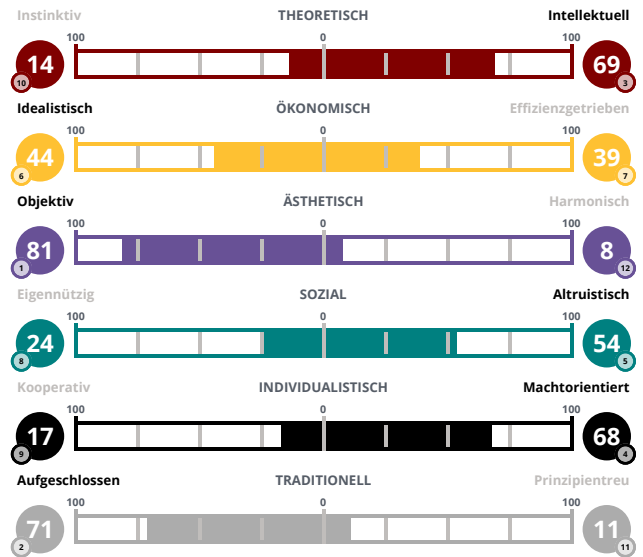 Instinktiv THEORETISCH Intellektuell
100 0 100
14 69
10 3
Idealistisch ÖKONOMISCH Effizienzgetrieben
100 0 100
44 39
6 7
Objektiv ÄSTHETISCH Harmonisch
100 0 100
81 8
1 12
Eigennützig SOZIAL Altruistisch
100 0 100
24 54
8 5
Kooperativ INDIVIDUALISTISCH Machtorientiert
100 0 100
17 68
9 4
Aufgeschlossen TRADITIONELL Prinzipientreu
100 0 100
71 11
2 11